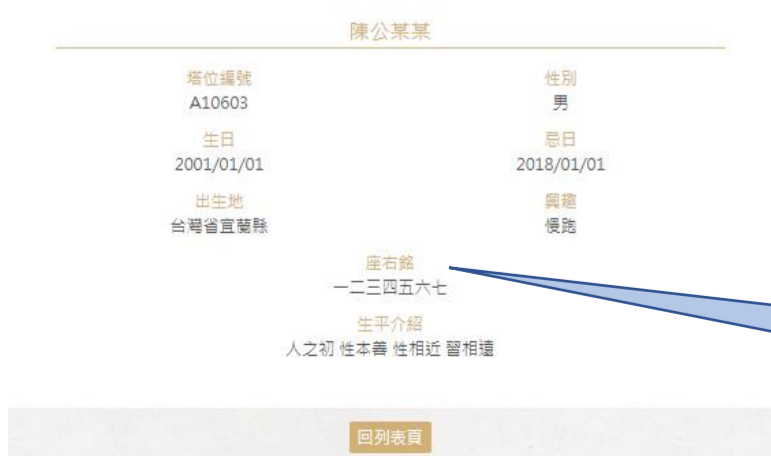 陳公某某
塔位編號
性別
A10603
男
生日
忌日
2001/01/01
2018/01/01
出生地
興趣
台灣省宜蘭縣
慢跑
座右銘
一二三四五六七
生平介紹
人之初 性本善 性相近 習相遠
回列表頁